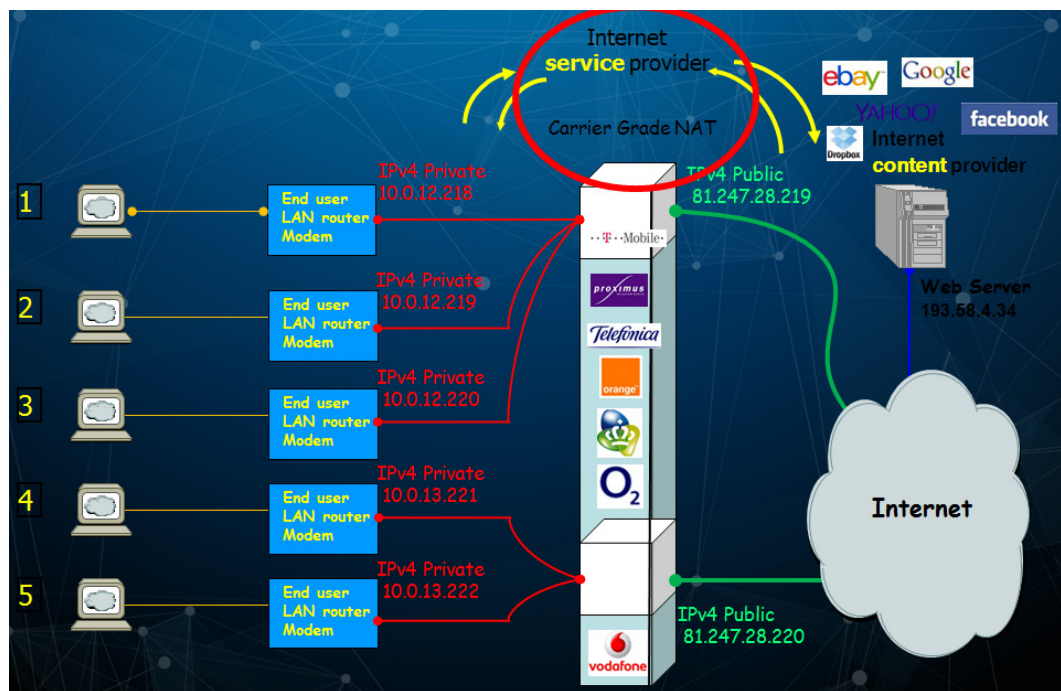 Internet
service provider
Carrier Grade NAT
ebay
Google
YAHOO!
facebook
Dropbox
Internet
content provider
Web Server
193.58.4.34
1
End user
LAN router
Modem
IPv4 Private
10.0.12.218
2
End user
LAN router
Modem
IPv4 Private
10.0.12.219
3
End user
LAN router
Modem
IPv4 Private
10.0.12.220
4
End user
LAN router
Modem
IPv4 Private
10.0.13.221
5
End user
LAN router
Modem
IPv4 Private
10.0.13.222
T Mobile
proximus
Telefónica
orange
O2
vodafone
IPv4 Public
81.247.28.219
IPv4 Public
81.247.28.220
Internet